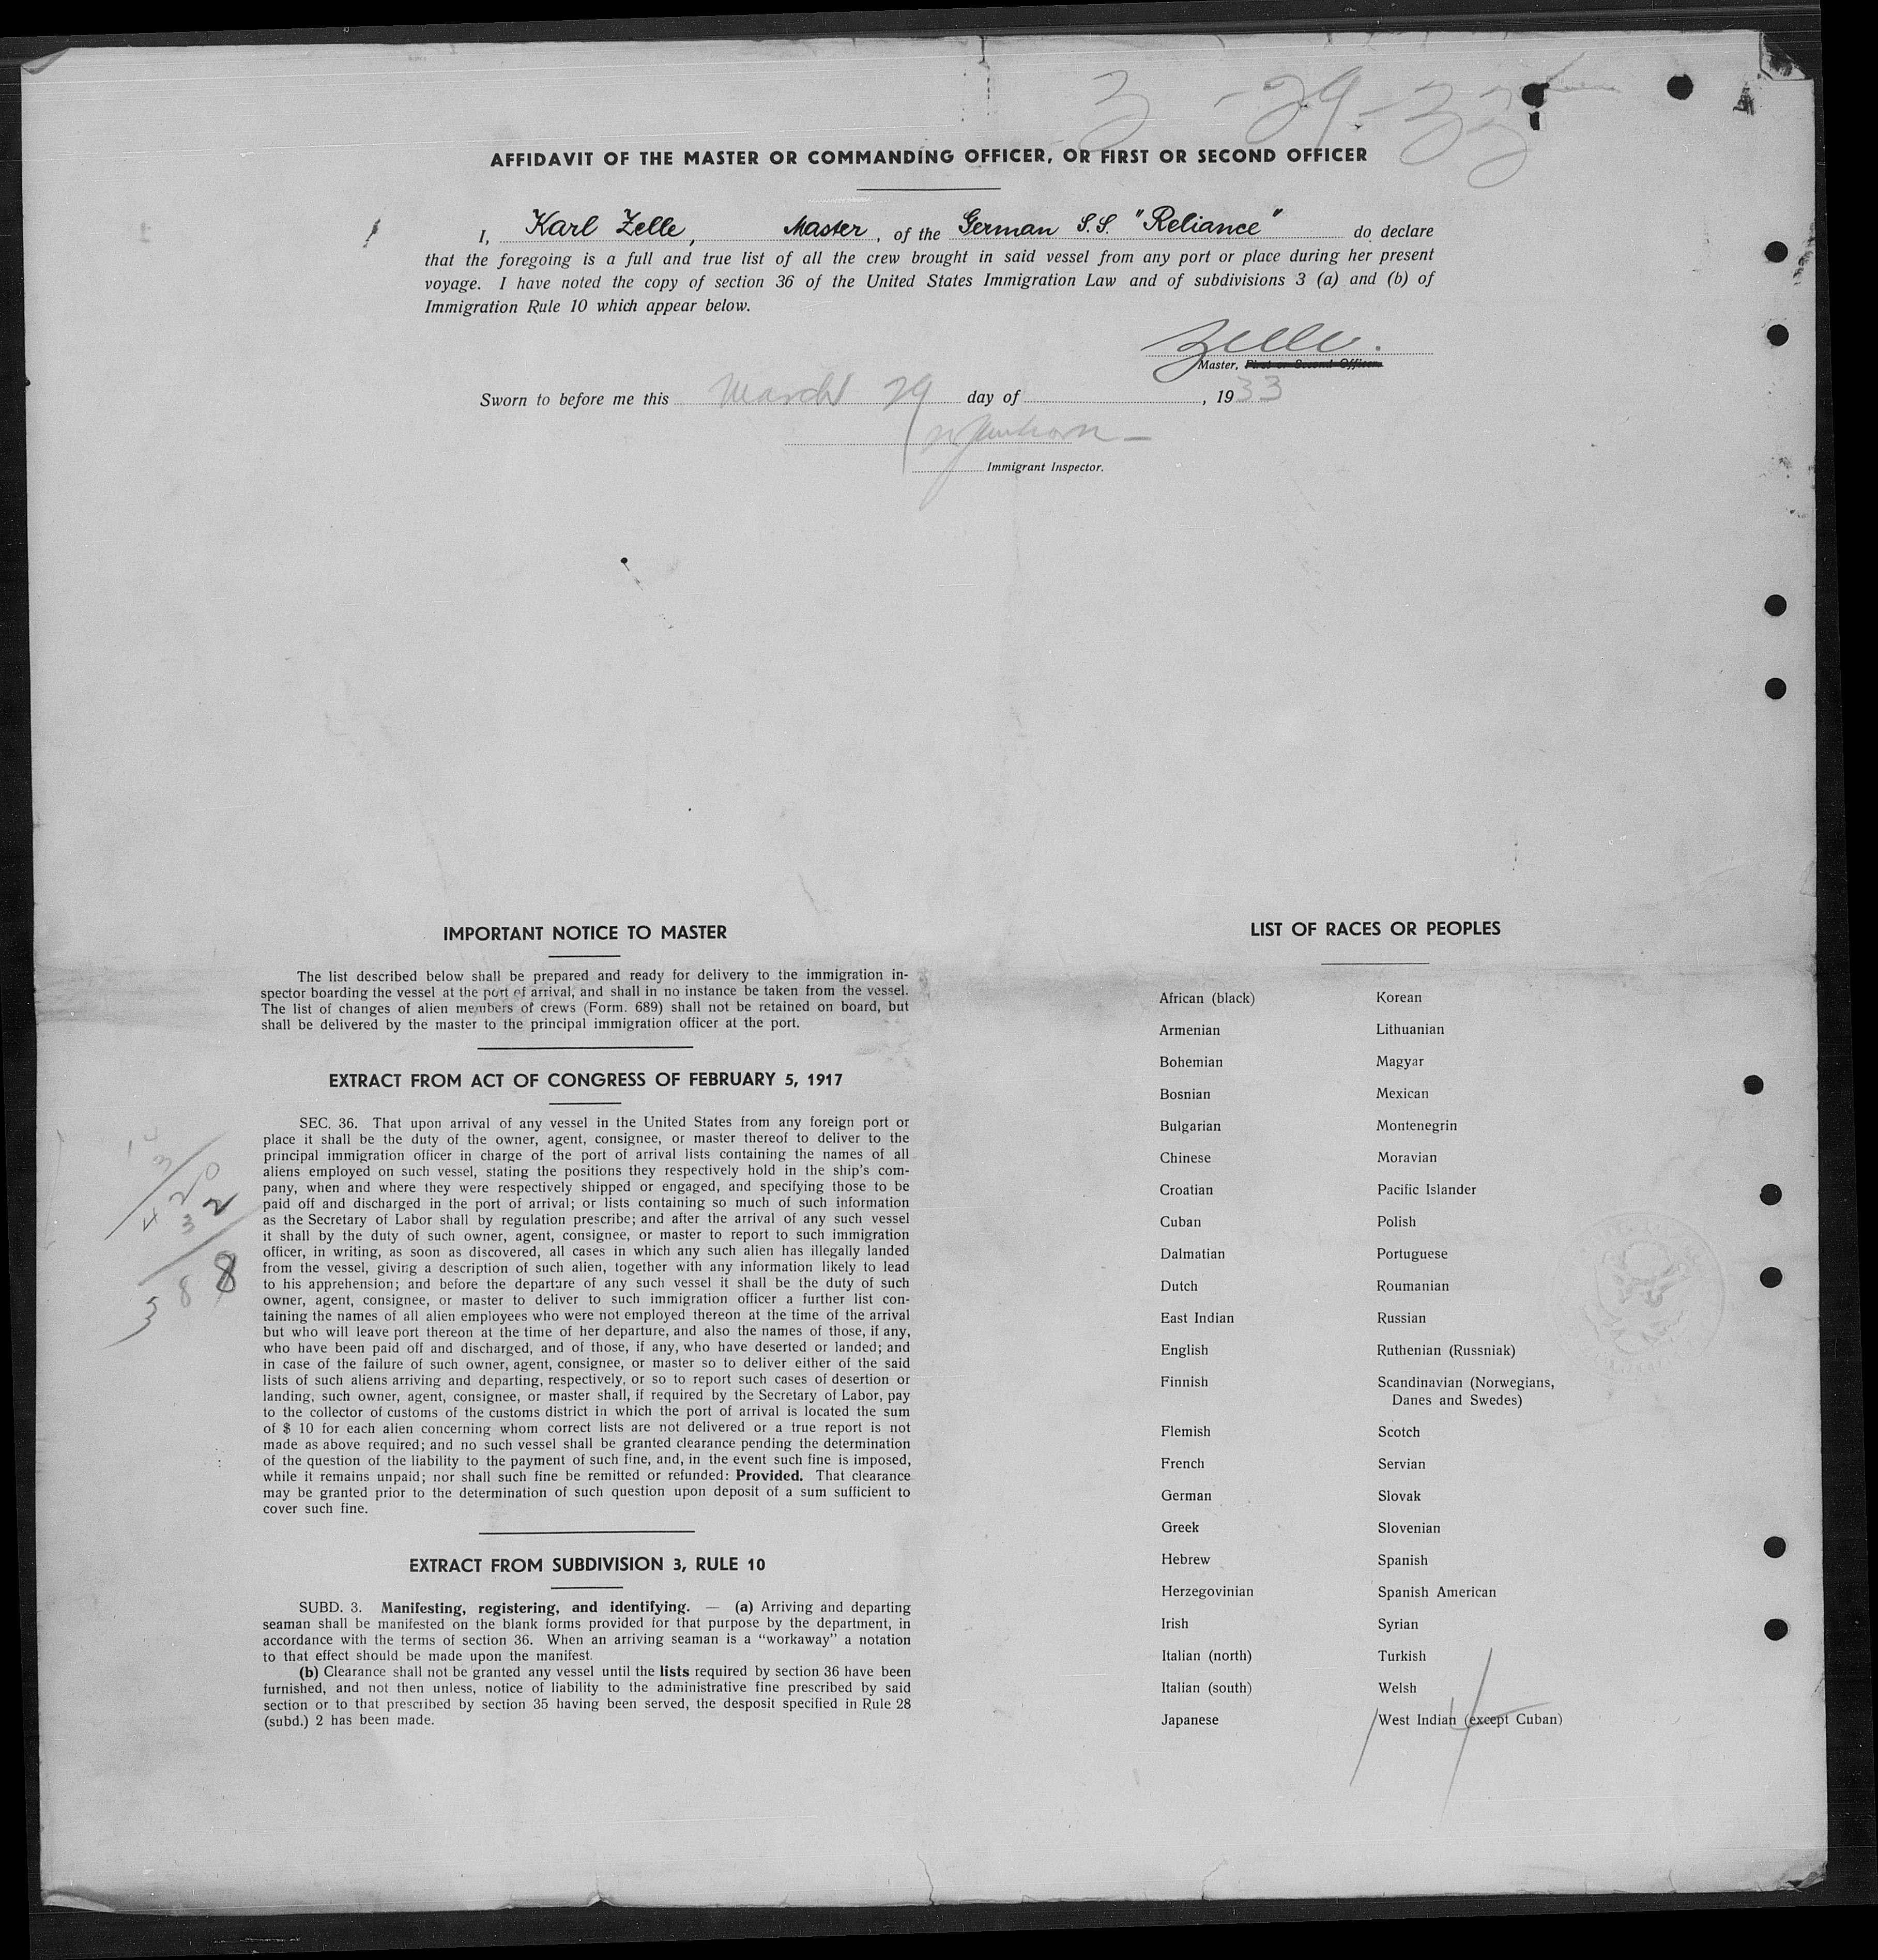 3-29-33
AFFIDAVIT OF THE MASTER OR COMMANDING OFFICER, OR FIRST OR SECOND OFFICER
I, Karl Zelle, Master, of the German S.S. "Reliance" do declare
that the foregoing is a full and true list of all the crew brought in said vessel from any port or place during her present
voyage. I have noted the copy of section 36 of the United States Immigration Law and of subdivisions 3 (a) and (b) of
Immigration Rule 10 which appear below.
Zelle.
Master, First or Second Officer.
Sworn to before me this March 29 day of , 1933
Immigrant Inspector.
IMPORTANT NOTICE TO MASTER
The list described below shall be prepared and ready for delivery to the immigration in-
spector boarding the vessel at the port of arrival, and shall in no instance be taken from the vessel.
The list of changes of alien members of crews (Form. 689) shall not be retained on board, but
shall be delivered by the master to the principal immigration officer at the port.
EXTRACT FROM ACT OF CONGRESS OF FEBRUARY 5, 1917
SEC. 36. That upon arrival of any vessel in the United States from any foreign port or
place it shall be the duty of the owner, agent, consignee, or master thereof to deliver to the
principal immigration officer in charge of the port of arrival lists containing the names of all
aliens employed on such vessel, stating the positions they respectively hold in the ship's com-
pany, when and where they were respectively shipped or engaged, and specifying those to be
paid off and discharged in the port of arrival; or lists containing so much of such information
as the Secretary of Labor shall by regulation prescribe; and after the arrival of any such vessel
it shall by the duty of such owner, agent, consignee, or master to report to such immigration
officer, in writing, as soon as discovered, all cases in which any such alien has illegally landed
from the vessel, giving a description of such alien, together with any information likely to lead
to his apprehension; and before the departure of any such vessel it shall be the duty of such
owner, agent, consignee, or master to deliver to such immigration officer a further list con-
taining the names of all alien employees who were not employed thereon at the time of the arrival
but who will leave port thereon at the time of her departure, and also the names of those, if any,
who have been paid off and discharged, and of those, if any, who have deserted or landed; and
in case of the failure of such owner, agent, consignee, or master so to deliver either of the said
lists of such aliens arriving and departing, respectively, or so to report such cases of desertion or
landing, such owner, agent, consignee, or master shall, if required by the Secretary of Labor, pay
to the collector of customs of the customs district in which the port of arrival is located the sum
of $ 10 for each alien concerning whom correct lists are not delivered or a true report is not
made as above required; and no such vessel shall be granted clearance pending the determination
of the question of the liability to the payment of such fine, and, in the event such fine is imposed,
while it remains unpaid; nor shall such fine be remitted or refunded: Provided. That clearance
may be granted prior to the determination of such question upon deposit of a sum sufficient to
cover such fine.
EXTRACT FROM SUBDIVISION 3, RULE 10
SUBD. 3. Manifesting, registering, and identifying. — (a) Arriving and departing
seaman shall be manifested on the blank forms provided for that purpose by the department, in
accordance with the terms of section 36. When an arriving seaman is a "workaway" a notation
to that effect should be made upon the manifest.
(b) Clearance shall not be granted any vessel until the lists required by section 36 have been
furnished, and not then unless, notice of liability to the administrative fine prescribed by said
section or to that prescribed by section 35 having been served, the desposit specified in Rule 28
(subd.) 2 has been made.
LIST OF RACES OR PEOPLES
African (black) Korean
Armenian Lithuanian
Bohemian Magyar
Bosnian Mexican
Bulgarian Montenegrin
Chinese Moravian
Croatian Pacific Islander
Cuban Polish
Dalmatian Portuguese
Dutch Roumanian
East Indian Russian
English Ruthenian (Russniak)
Finnish Scandinavian (Norwegians,
Danes and Swedes)
Flemish Scotch
French Servian
German Slovak
Greek Slovenian
Hebrew Spanish
Herzegovinian Spanish American
Irish Syrian
Italian (north) Turkish
Italian (south) Welsh
Japanese West Indian (except Cuban)
14